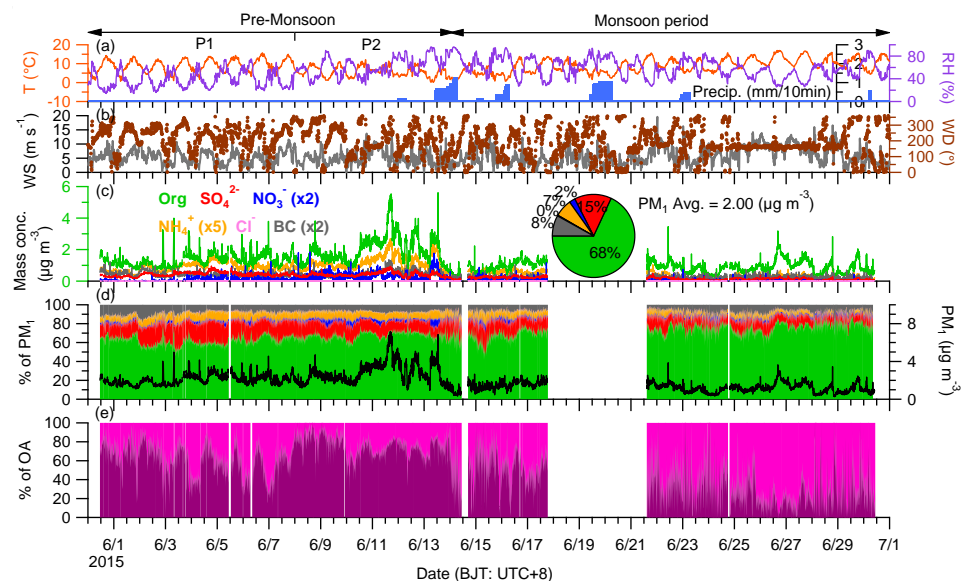 Pre-Monsoon Monsoon period
P1 P2
(a)
T (°C)
20
10
0
-10
3
2
1
0
Precip. (mm/10min)
80
40
0
RH (%)
(b)
WS (m s⁻¹)
20
15
10
5
0
300
200
100
0
WD (°)
(c)
Mass conc.
(µg m⁻³)
6
4
2
0
Org SO₄²⁻ NO₃⁻ (x2)
NH₄⁺ (x5) Cl⁻ BC (x2)
2%
7%
0%
8%
15%
68%
PM₁ Avg. = 2.00 (µg m⁻³)
(d)
% of PM₁
100
80
60
40
20
0
8
4
0
PM₁ (µg m⁻³)
(e)
% of OA
100
80
60
40
20
0
6/1 6/3 6/5 6/7 6/9 6/11 6/13 6/15 6/17 6/19 6/21 6/23 6/25 6/27 6/29 7/1
2015
Date (BJT: UTC+8)